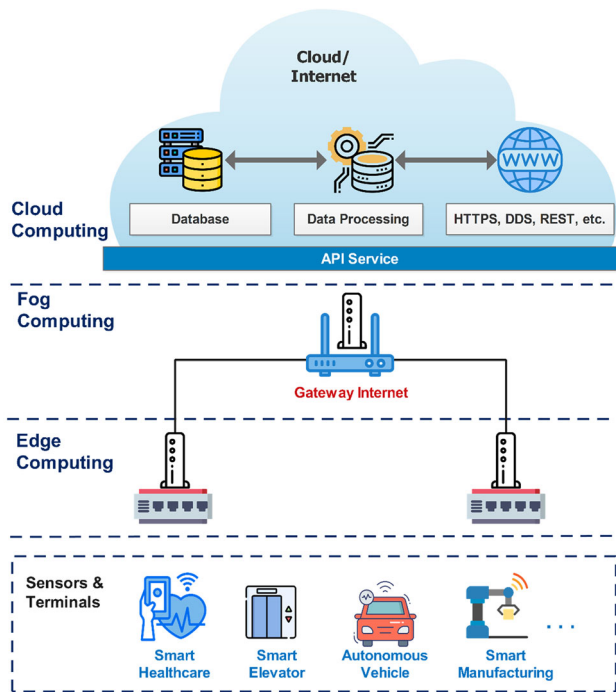 Cloud/
Internet
WWW
Cloud
Computing
Database
Data Processing
HTTPS, DDS, REST, etc.
API Service
Fog
Computing
Gateway Internet
Edge
Computing
Sensors &
Terminals
Smart
Healthcare
Smart
Elevator
Autonomous
Vehicle
Smart
Manufacturing
...